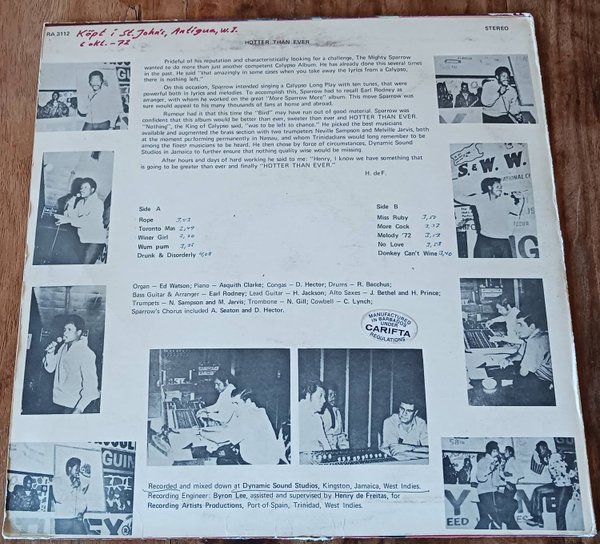 RA 3112
Köpt i St. John's, Antigua, W.I.
i okt. -72
STEREO
HOTTER THAN EVER
Prideful of his reputation and characteristically looking for a challenge, The Mighty Sparrow
wanted to do more than just another competent Calypso Album. He has already done this several times
in the past. He said "that amazingly in some cases when you take away the lyrics from a Calypso,
there is nothing left."
On this occasion, Sparrow intended singing a Calypso Long Play with ten tunes, that were
powerful both in lyrics and melodies. To accomplish this, Sparrow had to recall Earl Rodney as
arranger, with whom he worked on the great "More Sparrow More" album. This move Sparrow was
sure would appeal to his many thousands of fans at home and abroad.
Rumour had it that this time the "Bird" may have run out of good material. Sparrow was
confident that this album would be better than ever, sweeter than ever and HOTTER THAN EVER.
"Nothing", the King of Calypso said, "was to be left to chance." He picked the best musicians
available and augmented the brass section with two trumpeters Neville Sampson and Melville Jarvis, both
at the moment performing permanently in Nassau, and whom Trinidadians would long remember to be
among the finest musicians to be heard. He then chose by force of circumstances, Dynamic Sound
Studios in Jamaica to further ensure that nothing quality wise would be missing.
After hours and days of hard working he said to me: "Henry, I know we have something that
is going to be greater than ever and finally "HOTTER THAN EVER."
H. de F.
Side A
Rope 3,43
Toronto Mas 2,49
Winer Girl
Wum pum
Drunk & Disorderly 4,08
Side B
Miss Ruby
More Cock
Melody '72
No Love
Donkey Can't Wine 3,40
S & W. W.
Organ – Ed Watson; Piano – Asquith Clarke; Congas – D. Hector; Drums – R. Bacchus;
Bass Guitar & Arranger – Earl Rodney; Lead Guitar – H. Jackson; Alto Saxes – J. Bethel and H. Prince;
Trumpets – N. Sampson and M. Jarvis; Trombone – N. Gill; Cowbell – C. Lynch;
Sparrow's Chorus included A. Seaton and D. Hector.
MANUFACTURED
IN BARBADOS
UNDER
CARIFTA
REGULATIONS
Recorded and mixed down at Dynamic Sound Studios, Kingston, Jamaica, West Indies.
Recording Engineer: Byron Lee, assisted and supervised by Henry de Freitas, for
Recording Artists Productions, Port-of-Spain, Trinidad, West Indies.